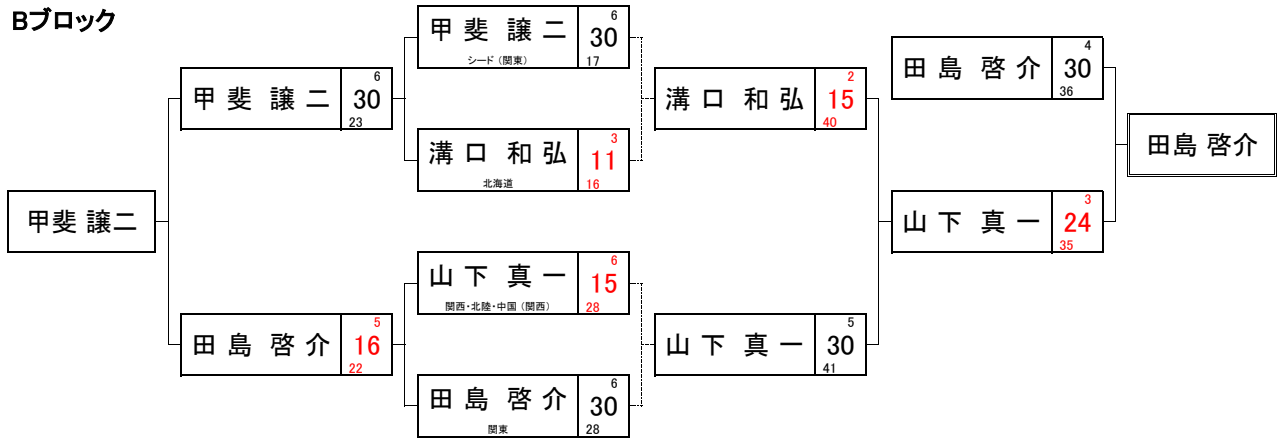 Bブロック
甲斐 譲二
甲斐 譲二
6
30
23
田島 啓介
5
16
22
甲斐 譲二
シード（関東）
6
30
17
溝口 和弘
北海道
3
11
16
山下 真一
関西・北陸・中国（関西）
6
15
28
田島 啓介
関東
6
30
28
溝口 和弘
2
15
40
山下 真一
5
30
41
田島 啓介
4
30
36
山下 真一
3
24
35
田島 啓介